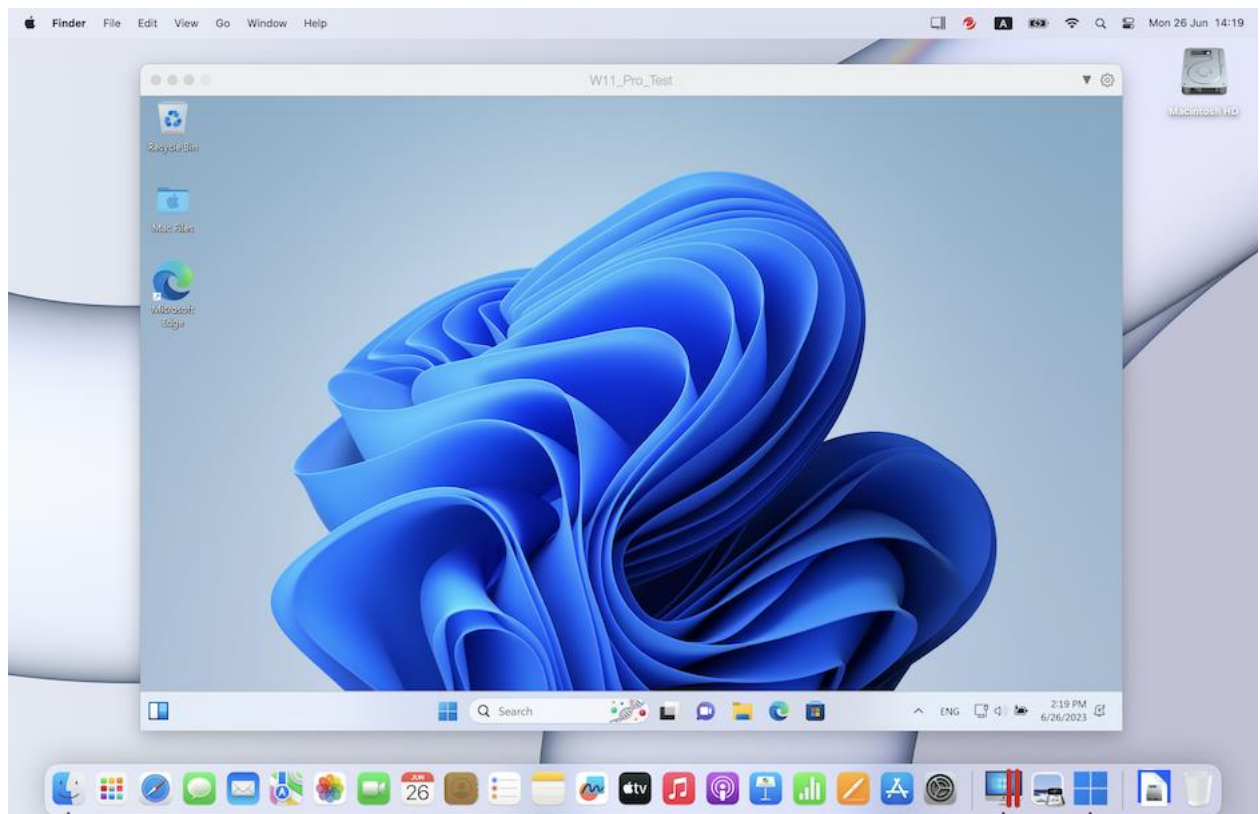 Finder File Edit View Go Window Help
A
Mon 26 Jun 14:19
W11_Pro_Test
Macintosh HD
Recycle Bin
Mac Files
Microsoft
Edge
Search
ENG
2:19 PM
6/26/2023
JUN
26
tv